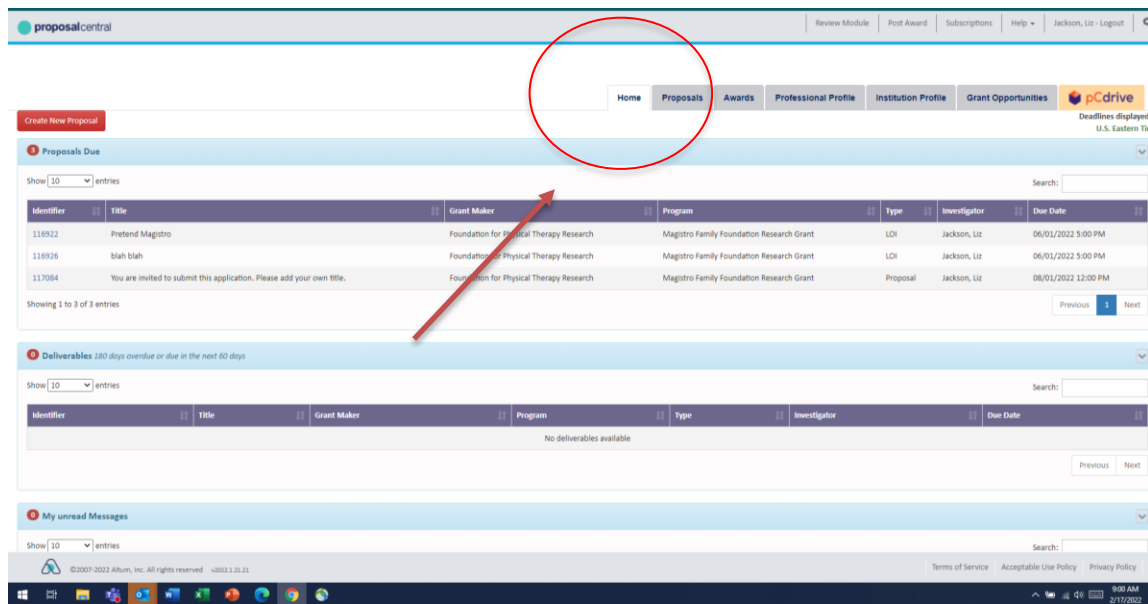 proposalcentral
Review Module Post Award Subscriptions Help Jackson, Liz - Logout
Home Proposals Awards Professional Profile Institution Profile Grant Opportunities pCdrive
Create New Proposal
Deadlines displayed
U.S. Eastern Ti
3 Proposals Due
Show 10 entries
Search:
Identifier Title Grant Maker Program Type Investigator Due Date
116922 Pretend Magistro Foundation for Physical Therapy Research Magistro Family Foundation Research Grant LOI Jackson, Liz 06/01/2022 5:00 PM
116926 blah blah Foundation for Physical Therapy Research Magistro Family Foundation Research Grant LOI Jackson, Liz 06/01/2022 5:00 PM
117084 You are invited to submit this application. Please add your own title. Foundation for Physical Therapy Research Magistro Family Foundation Research Grant Proposal Jackson, Liz 08/01/2022 12:00 PM
Showing 1 to 3 of 3 entries
Previous 1 Next
0 Deliverables 180 days overdue or due in the next 60 days
Show 10 entries
Search:
Identifier Title Grant Maker Program Type Investigator Due Date
No deliverables available
Previous Next
0 My unread Messages
Show 10 entries
Search:
©2007-2022 Altum, Inc. All rights reserved v2022.1.21.21
Terms of Service Acceptable Use Policy Privacy Policy
9:00 AM
2/17/2022